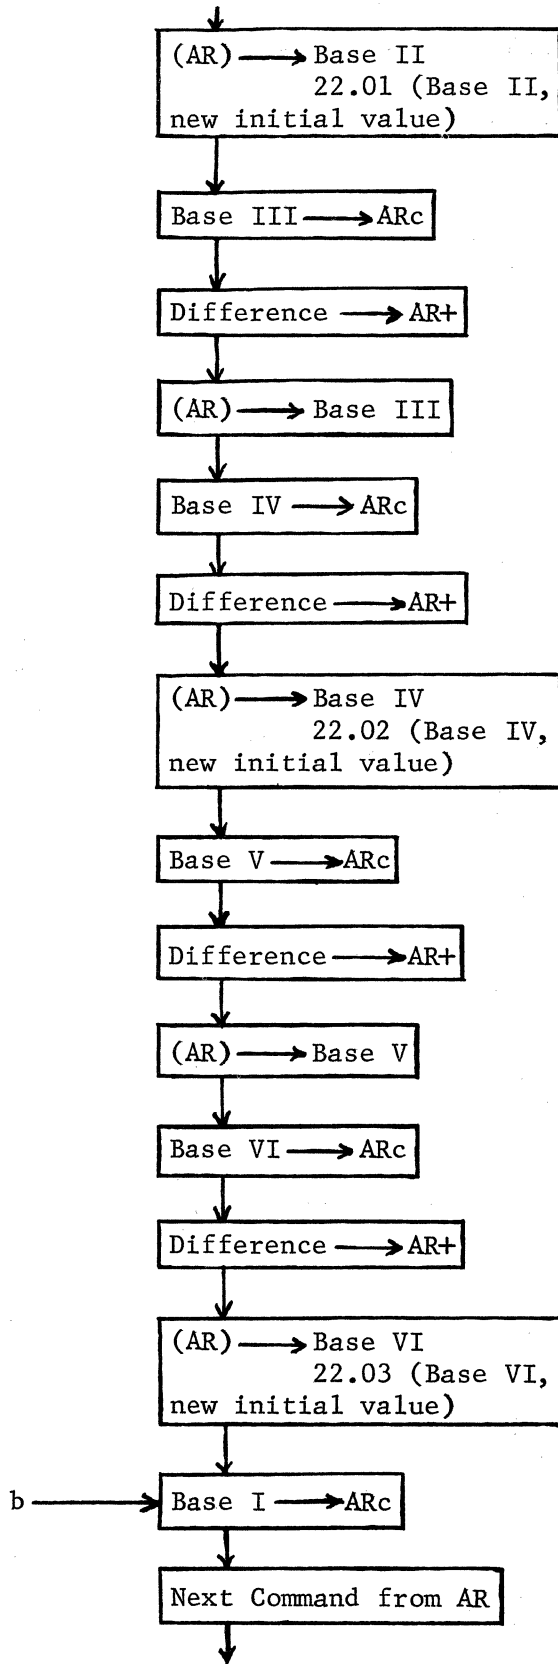 (AR) → Base II
22.01 (Base II,
new initial value)
Base III → ARc
Difference → AR+
(AR) → Base III
Base IV → ARc
Difference → AR+
(AR) → Base IV
22.02 (Base IV,
new initial value)
Base V → ARc
Difference → AR+
(AR) → Base V
Base VI → ARc
Difference → AR+
(AR) → Base VI
22.03 (Base VI,
new initial value)
b → Base I → ARc
Next Command from AR